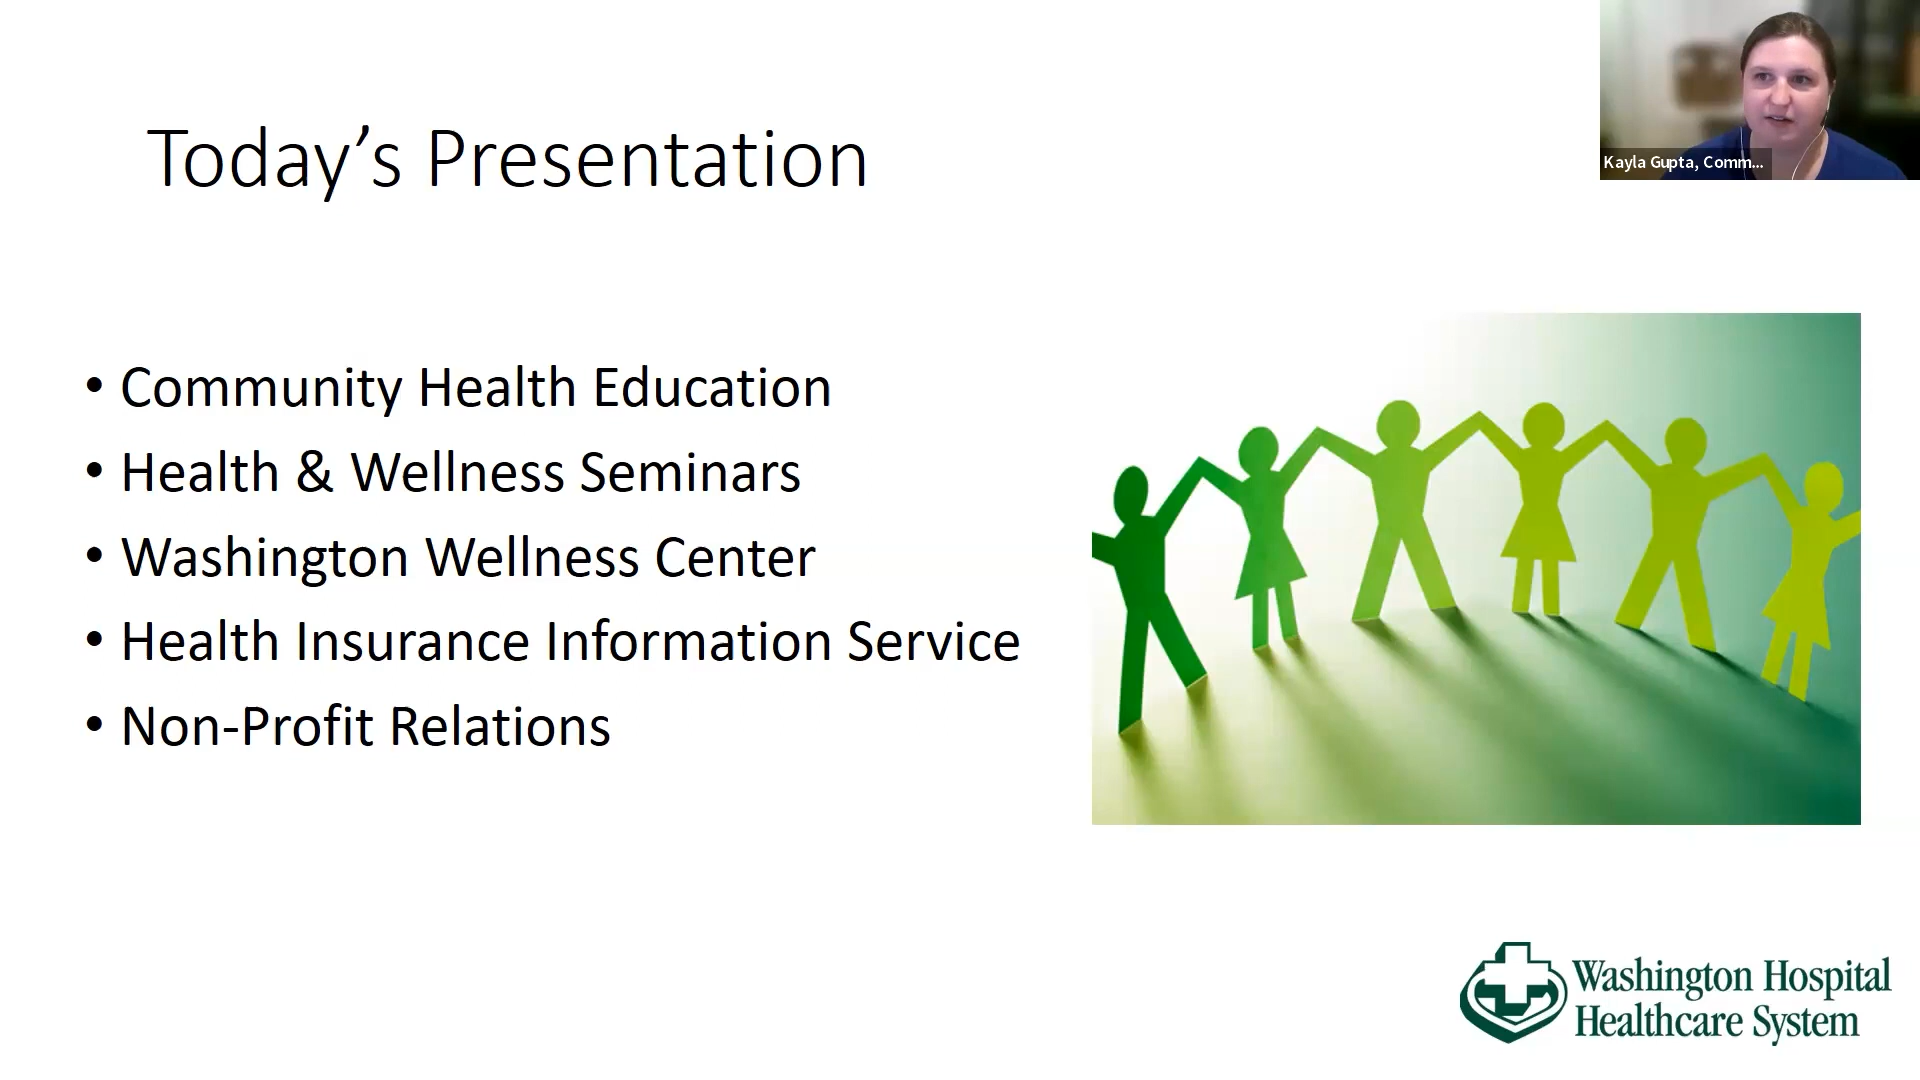 Today’s Presentation
Kayla Gupta, Comm...
• Community Health Education
• Health & Wellness Seminars
• Washington Wellness Center
• Health Insurance Information Service
• Non-Profit Relations
Washington Hospital
Healthcare System